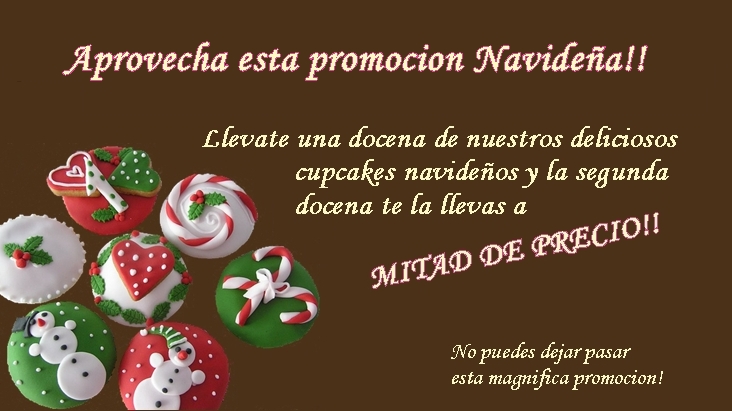 Aprovecha esta promocion Navideña!!
Llevate una docena de nuestros deliciosos
cupcakes navideños y la segunda
docena te la llevas a
MITAD DE PRECIO!!
No puedes dejar pasar
esta magnifica promocion!